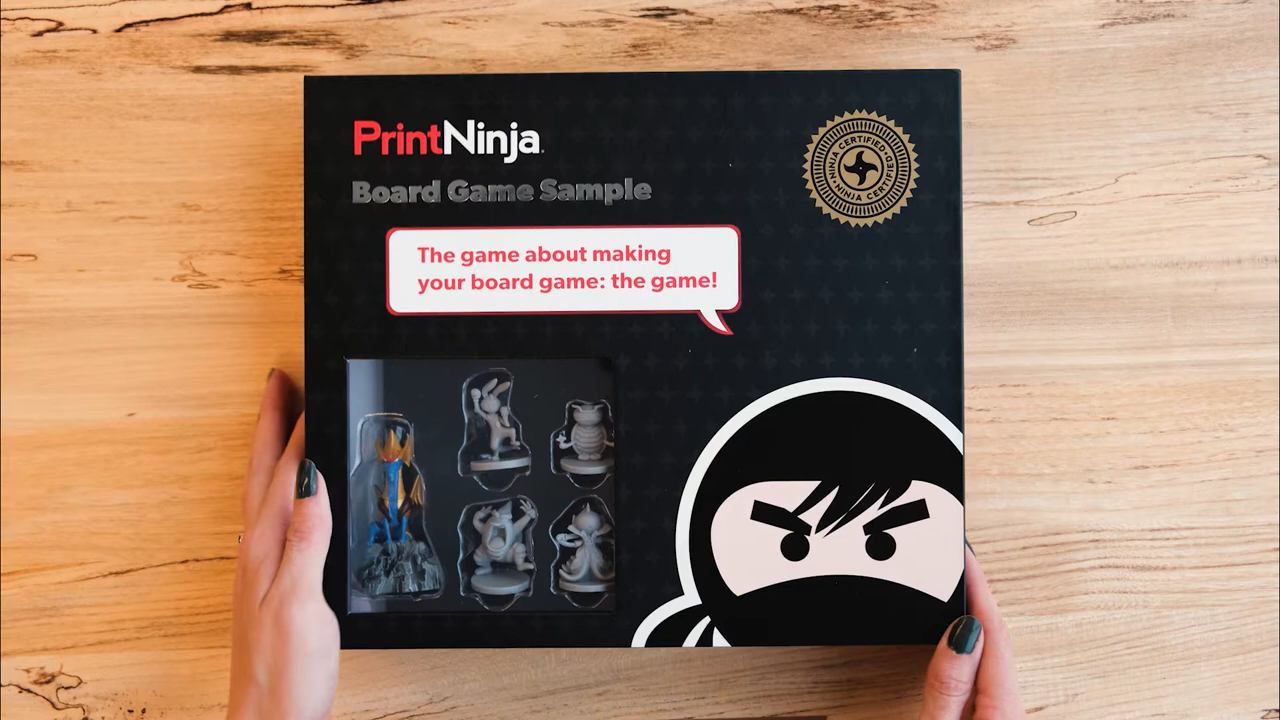 PrintNinja.
Board Game Sample
NINJA CERTIFIED • NINJA CERTIFIED •
The game about making
your board game: the game!